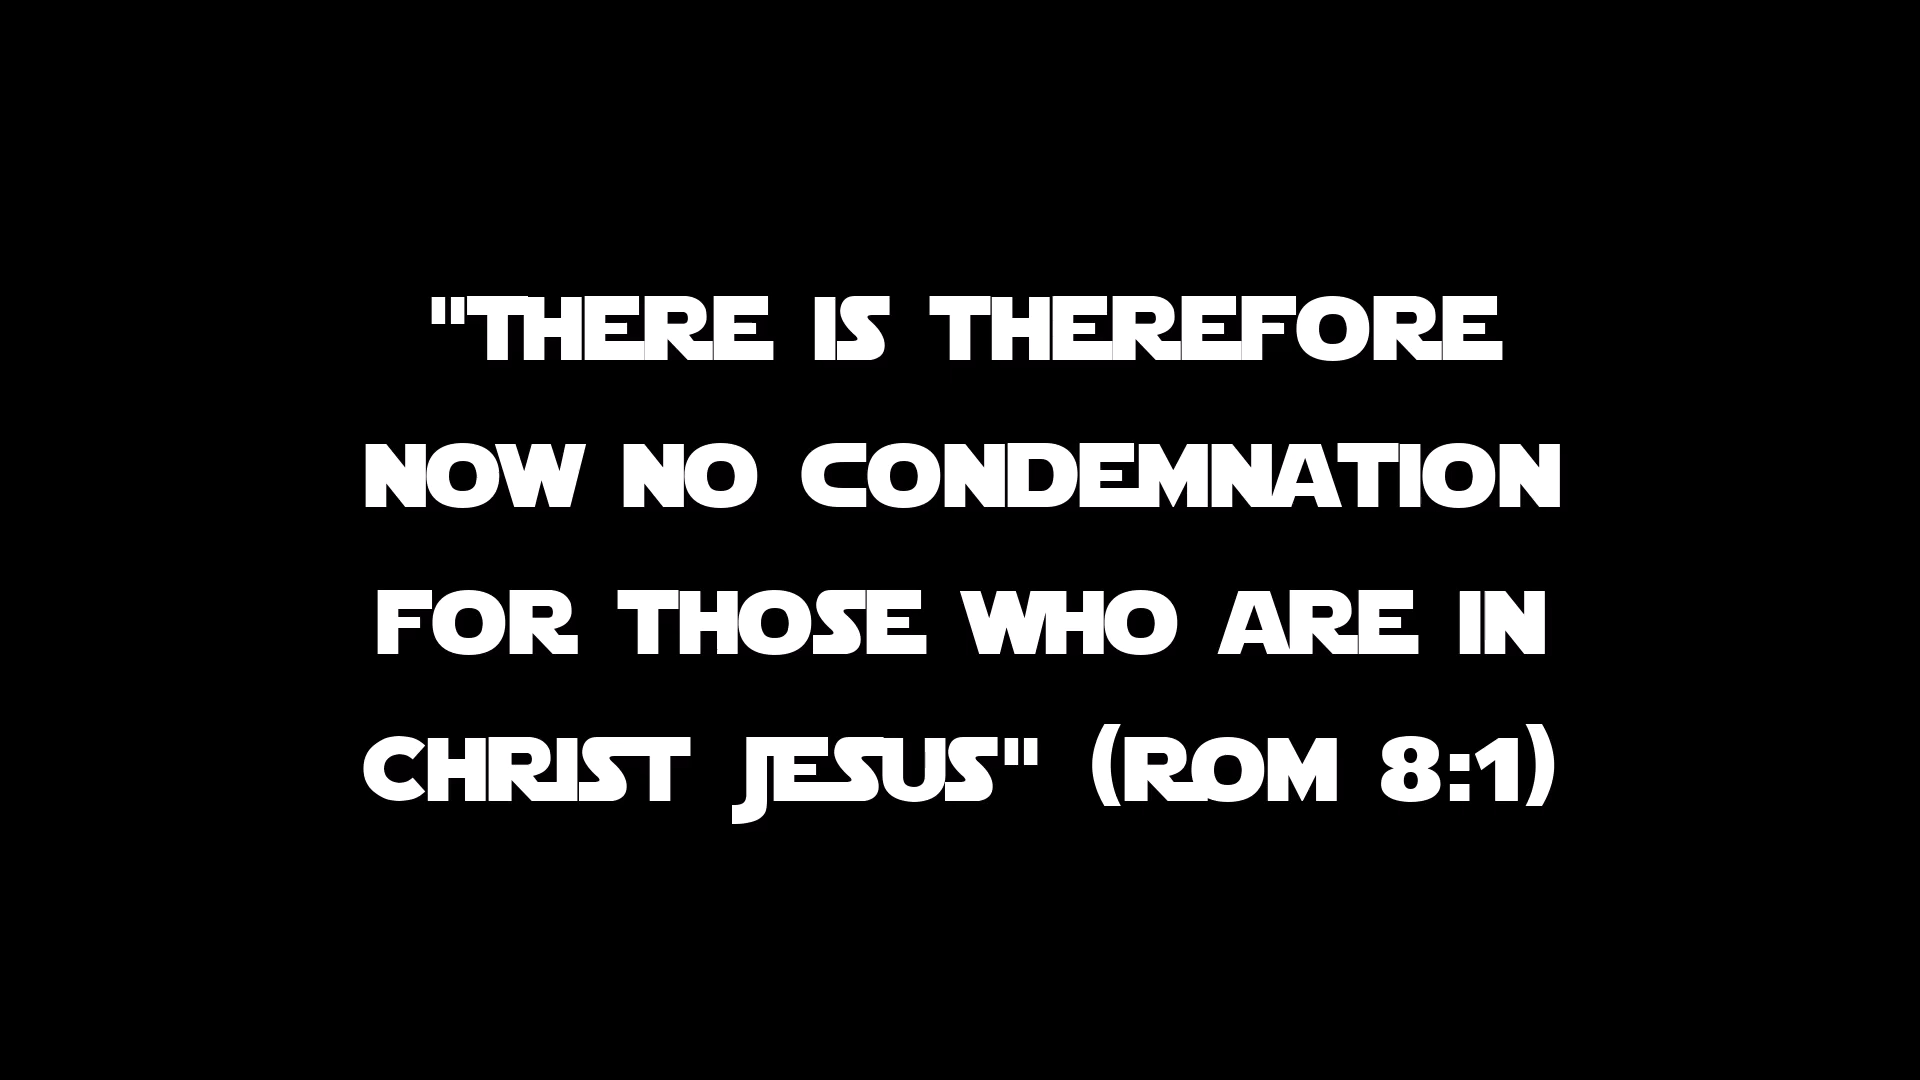 "THERE IS THEREFORE
NOW NO CONDEMNATION
FOR THOSE WHO ARE IN
CHRIST JESUS" (ROM 8:1)